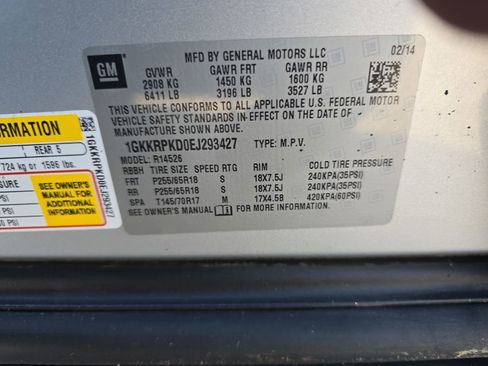 GM
MFD BY GENERAL MOTORS LLC
02/14
GVWR GAWR FRT GAWR RR
2908 KG 1450 KG 1600 KG
6411 LB 3196 LB 3527 LB
THIS VEHICLE CONFORMS TO ALL APPLICABLE U.S. FEDERAL MOTOR
VEHICLE SAFETY AND THEFT PREVENTION STANDARDS IN
EFFECT ON THE DATE OF
MANUFACTURE SHOWN ABOVE.
1GKKRPKD0EJ293427 TYPE: M.P.V.
MODEL: R14526
RBBH TIRE SIZE SPEED RTG RIM COLD TIRE PRESSURE
FRT P255/65R18 S 18X7.5J 240KPA(35PSI)
RR P255/65R18 S 18X7.5J 240KPA(35PSI)
SPA T145/70R17 M 17X4.5B 420KPA(60PSI)
SEE OWNER'S MANUAL FOR MORE INFORMATION.
REAR 5
724 kg or 1596 lbs.
SEE OWNER'S
MANUAL FOR
ADDITIONAL
INFORMATION
1GKKRPKD0EJ293427